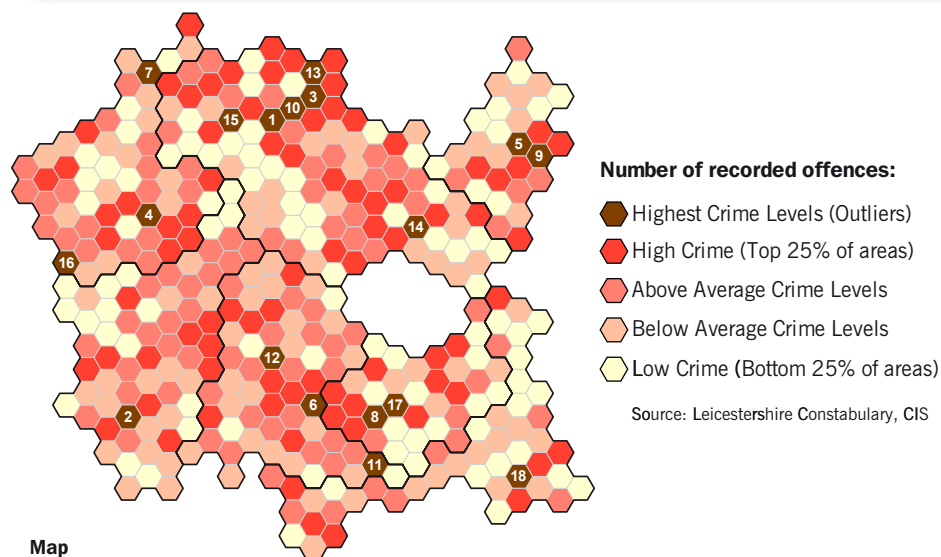 7
13
3
10
15
1
5
9
4
14
16
12
6
17
8
2
11
18
Number of recorded offences:
Highest Crime Levels (Outliers)
High Crime (Top 25% of areas)
Above Average Crime Levels
Below Average Crime Levels
Low Crime (Bottom 25% of areas)
Source: Leicestershire Constabulary, CIS
Map